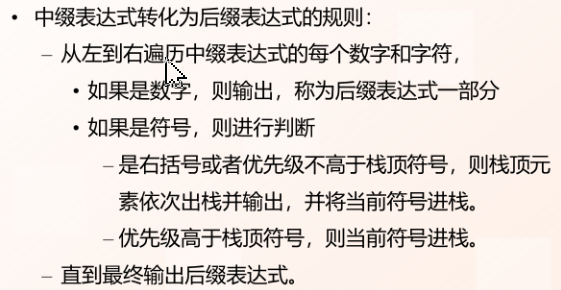 • 中缀表达式转化为后缀表达式的规则：
– 从左到右遍历中缀表达式的每个数字和字符，
• 如果是数字，则输出，称为后缀表达式一部分
• 如果是符号，则进行判断
– 是右括号或者优先级不高于栈顶符号，则栈顶元
素依次出栈并输出，并将当前符号进栈。
– 优先级高于栈顶符号，则当前符号进栈。
– 直到最终输出后缀表达式。